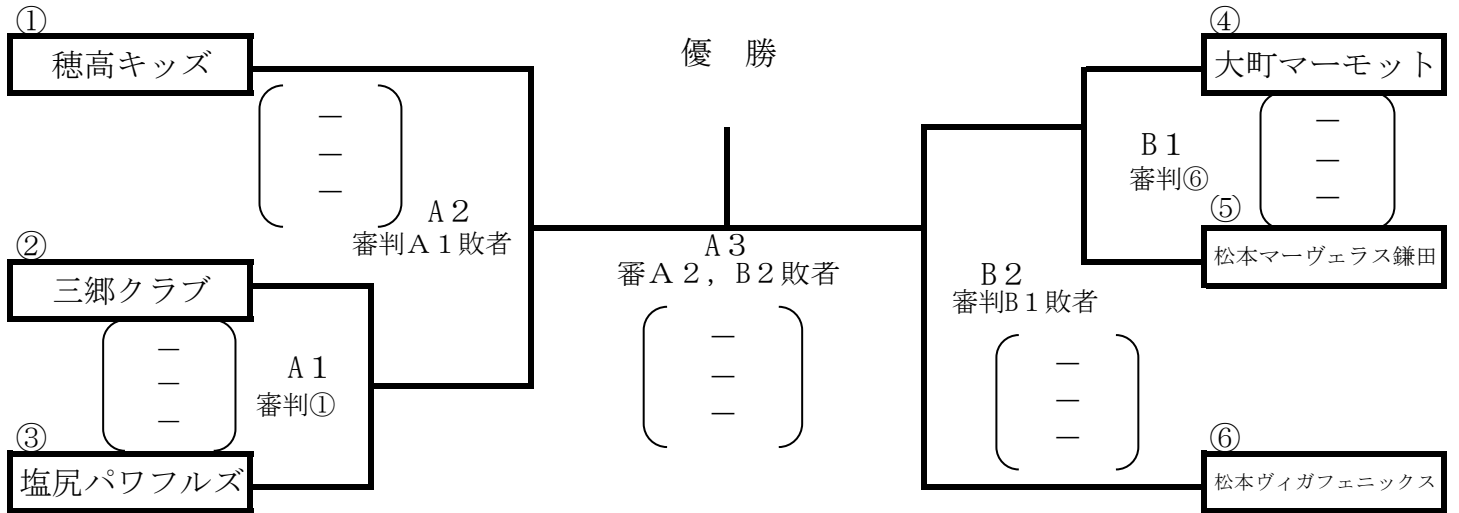 ①
穂高キッズ
－
－
－
A２
審判Ａ１敗者
②
三郷クラブ
－
－
－
A１
審判①
③
塩尻パワフルズ
優　勝
A３
審Ａ２，B２敗者
－
－
－
④
大町マーモット
－
－
－
B１
審判⑥
⑤
松本マーヴェラス鎌田
B２
審判B１敗者
－
－
－
⑥
松本ヴィガフェニックス